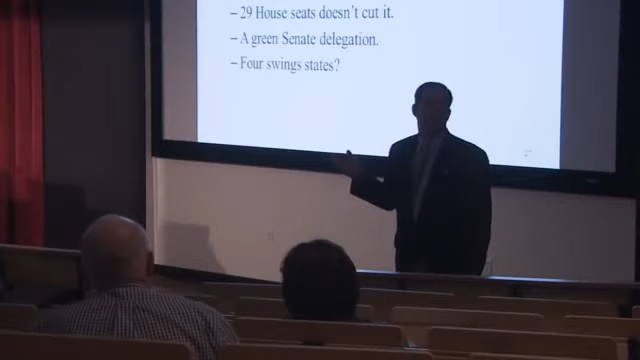 – 29 House seats doesn't cut it.
– A green Senate delegation.
– Four swings states?